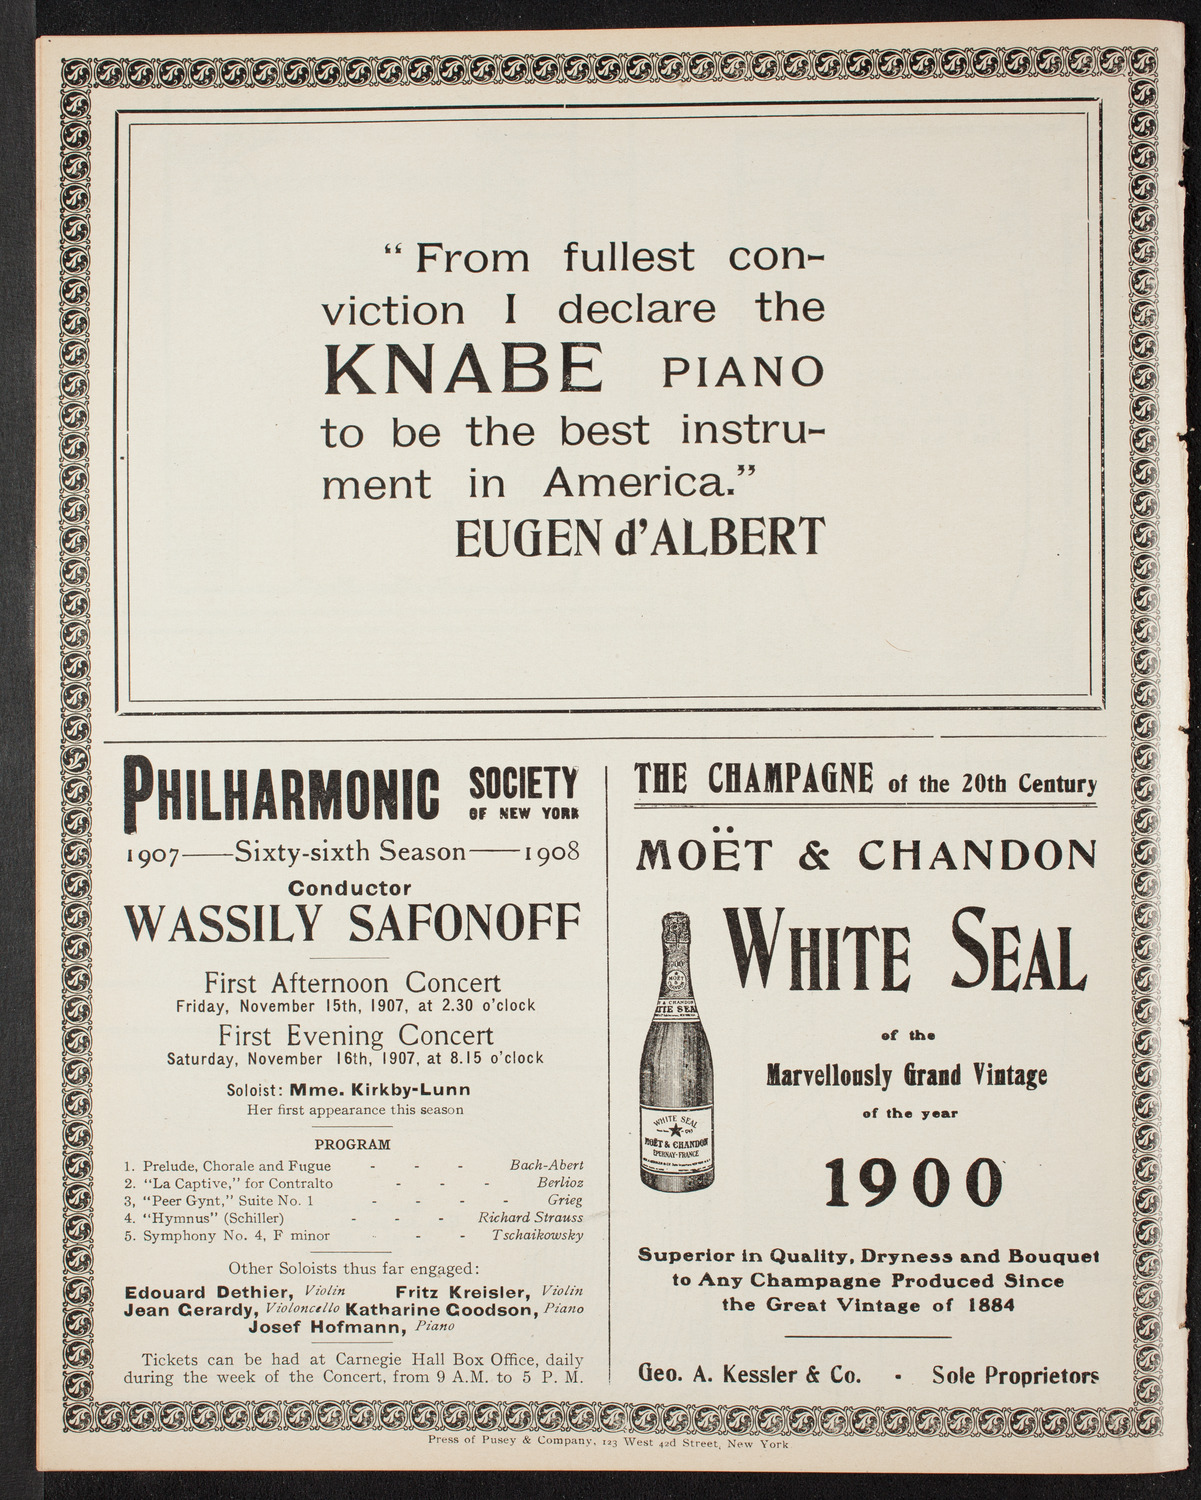 “ From fullest con-
viction I declare the
KNABE PIANO
to be the best instru-
ment in America.”
EUGEN d’ALBERT
PHILHARMONIC SOCIETY
OF NEW YORK
1907——Sixty-sixth Season——1908
Conductor
WASSILY SAFONOFF
First Afternoon Concert
Friday, November 15th, 1907, at 2.30 o’clock
First Evening Concert
Saturday, November 16th, 1907, at 8.15 o’clock
Soloist: Mme. Kirkby-Lunn
Her first appearance this season
PROGRAM
1. Prelude, Chorale and Fugue - - - Bach-Abert
2. “La Captive,” for Contralto - - - Berlioz
3, “Peer Gynt,” Suite No. 1 - - - - Grieg
4. “Hymnus” (Schiller) - - - Richard Strauss
5. Symphony No. 4, F minor - - - Tschaikowsky
Other Soloists thus far engaged:
Edouard Dethier, Violin Fritz Kreisler, Violin
Jean Gerardy, Violoncello Katharine Goodson, Piano
Josef Hofmann, Piano
Tickets can be had at Carnegie Hall Box Office, daily
during the week of the Concert, from 9 A.M. to 5 P. M.
THE CHAMPAGNE of the 20th Century
MOËT & CHANDON
WHITE SEAL
of the
Marvellously Grand Vintage
of the year
1900
WHITE SEAL
MOËT & CHANDON
EPERNAY-FRANCE
Superior in Quality, Dryness and Bouquet
to Any Champagne Produced Since
the Great Vintage of 1884
Geo. A. Kessler & Co. - Sole Proprietors
Press of Pusey & Company, 123 West 42d Street, New York